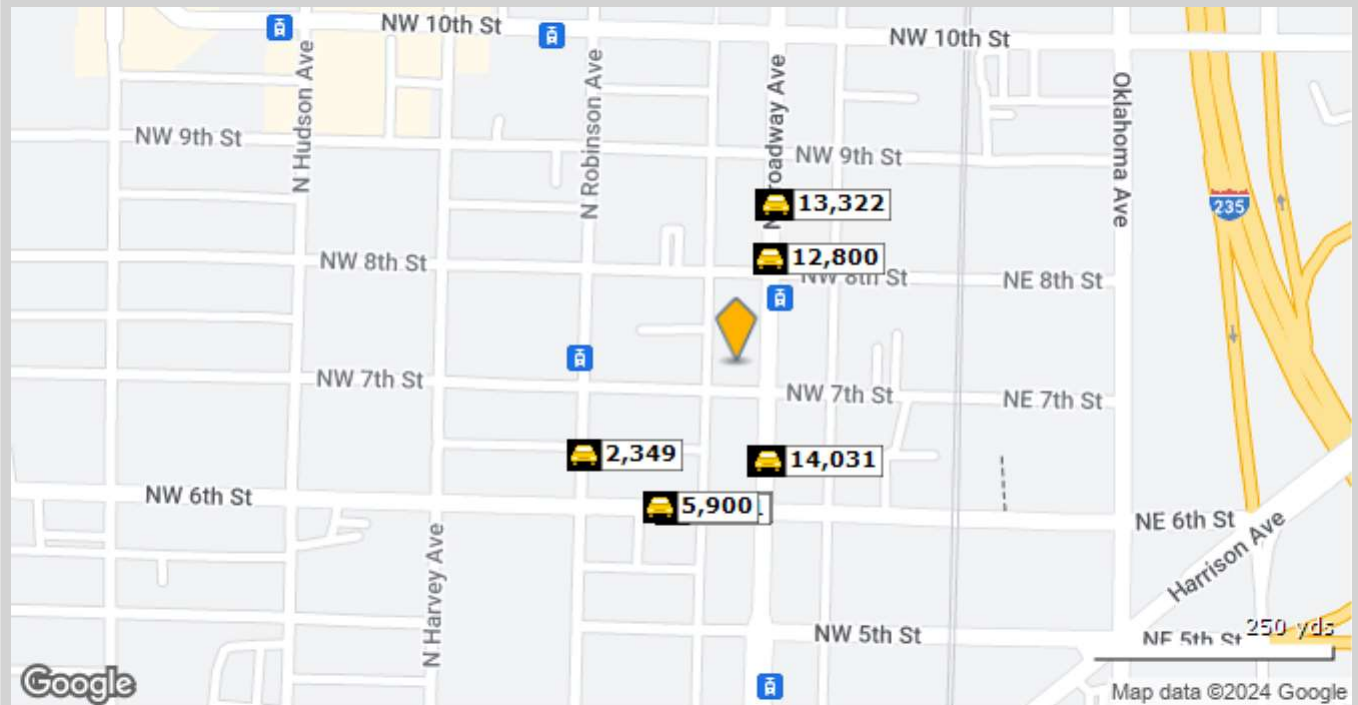 NW 10th St
NW 10th St
N Hudson Ave
N Robinson Ave
Oklahoma Ave
NW 9th St
NW 9th St
13,322
235
12,800
NW 8th St
NW 8th St
NE 8th St
NW 7th St
NW 7th St
NE 7th St
2,349
14,031
NW 6th St
5,900
NE 6th St
N Harvey Ave
Harrison Ave
NW 5th St
NE 5th St
250 yds
Google
Map data ©2024 Google